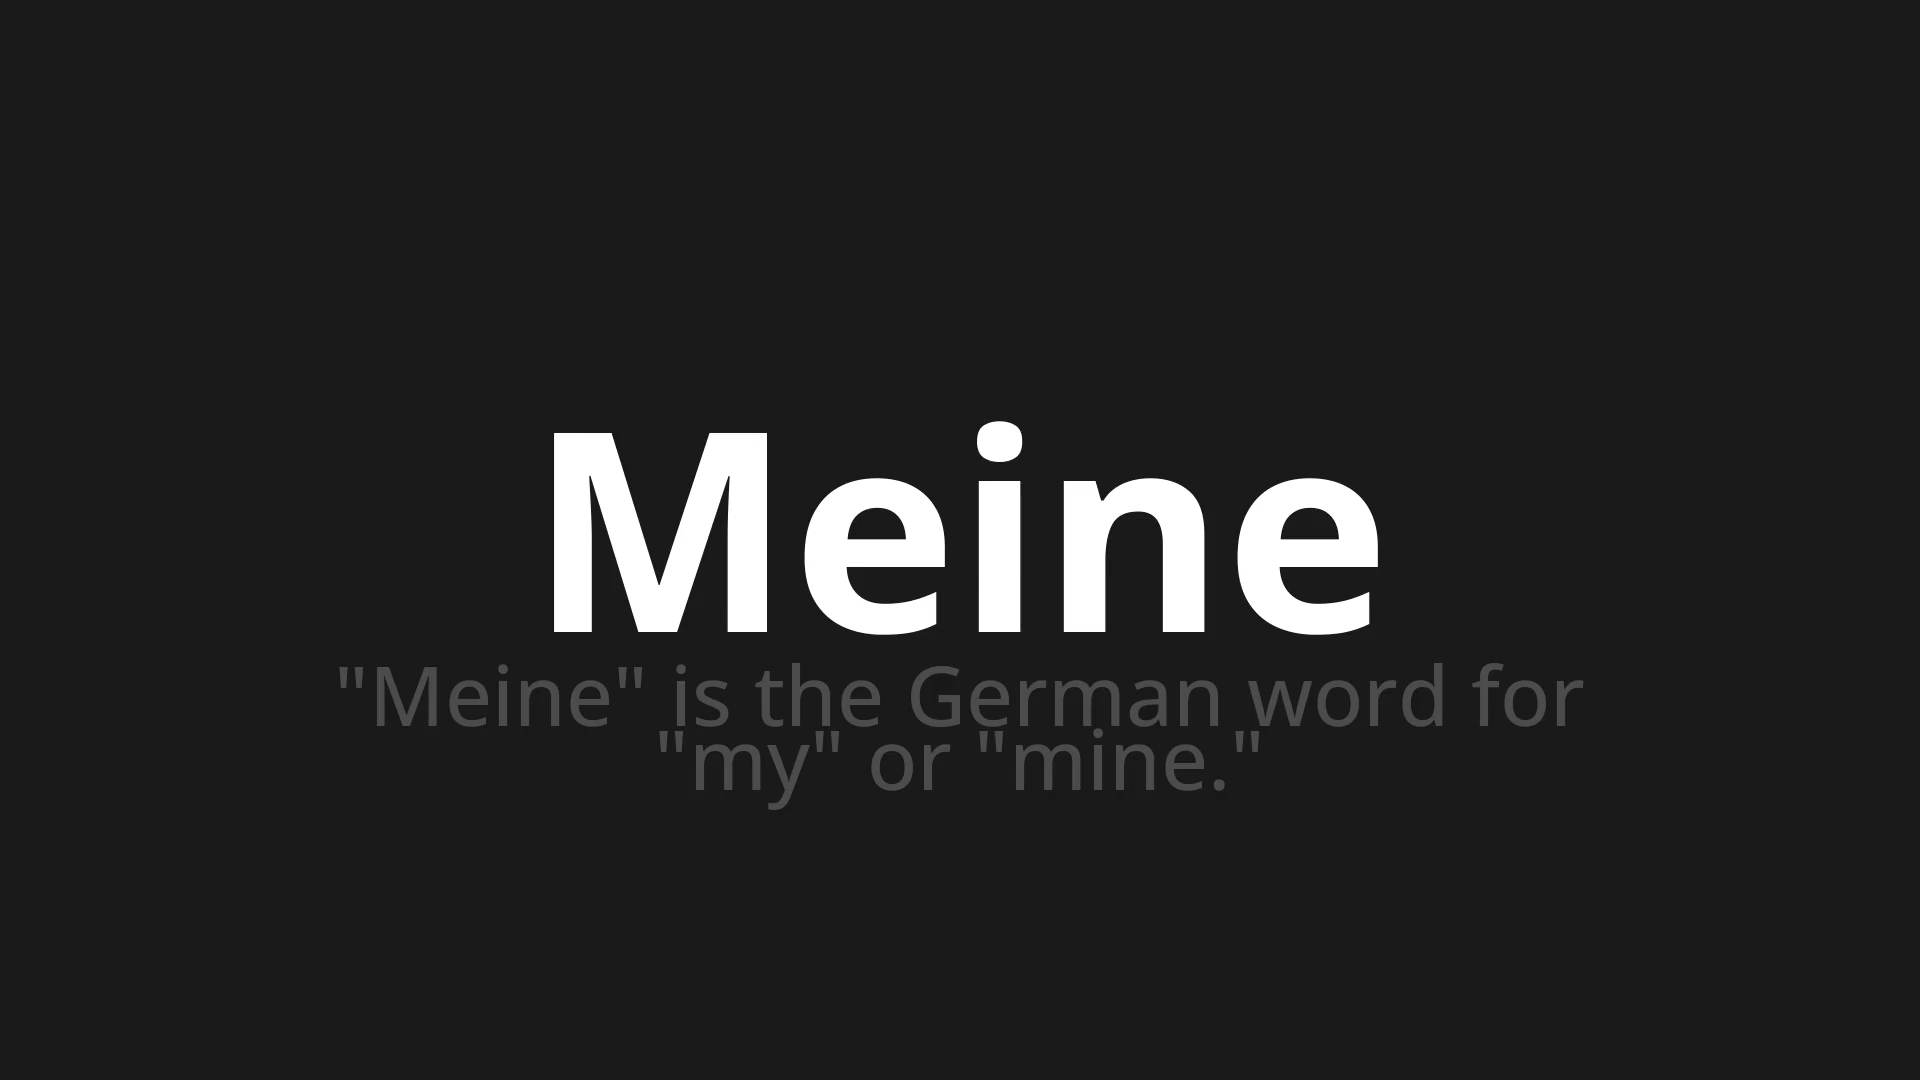 Meine
"Meine" is the German word for
"my" or "mine."